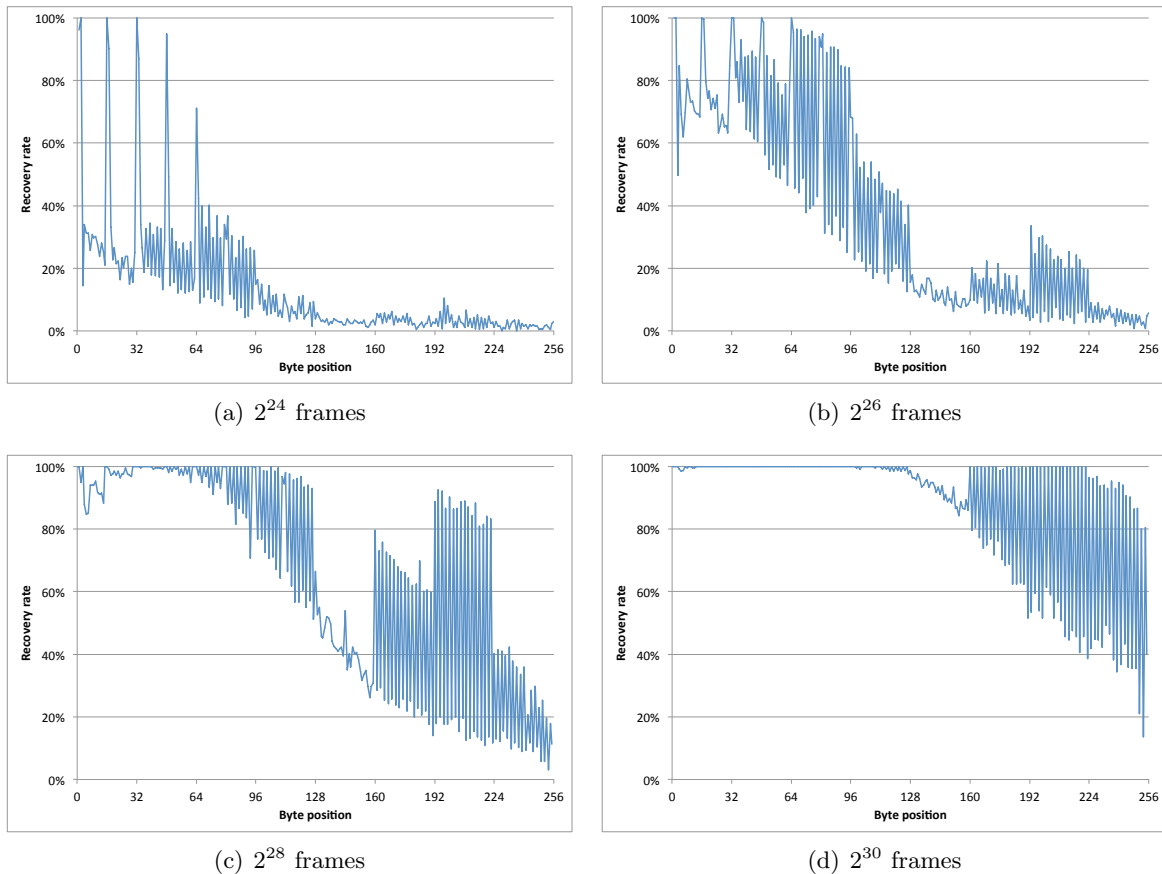 100%
80%
60%
40%
20%
0%
Recovery rate
0 32 64 96 128 160 192 224 256
Byte position
(a) 2^24 frames
100%
80%
60%
40%
20%
0%
Recovery rate
0 32 64 96 128 160 192 224 256
Byte position
(b) 2^26 frames
100%
80%
60%
40%
20%
0%
Recovery rate
0 32 64 96 128 160 192 224 256
Byte position
(c) 2^28 frames
100%
80%
60%
40%
20%
0%
Recovery rate
0 32 64 96 128 160 192 224 256
Byte position
(d) 2^30 frames